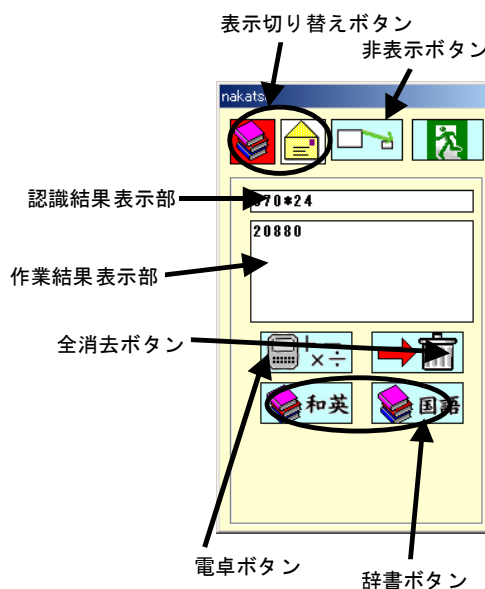 表示切り替えボタン
非表示ボタン
認識結果表示部
70*24
作業結果表示部
20880
全消去ボタン
×÷
和英
国語
電卓ボタン
辞書ボタン